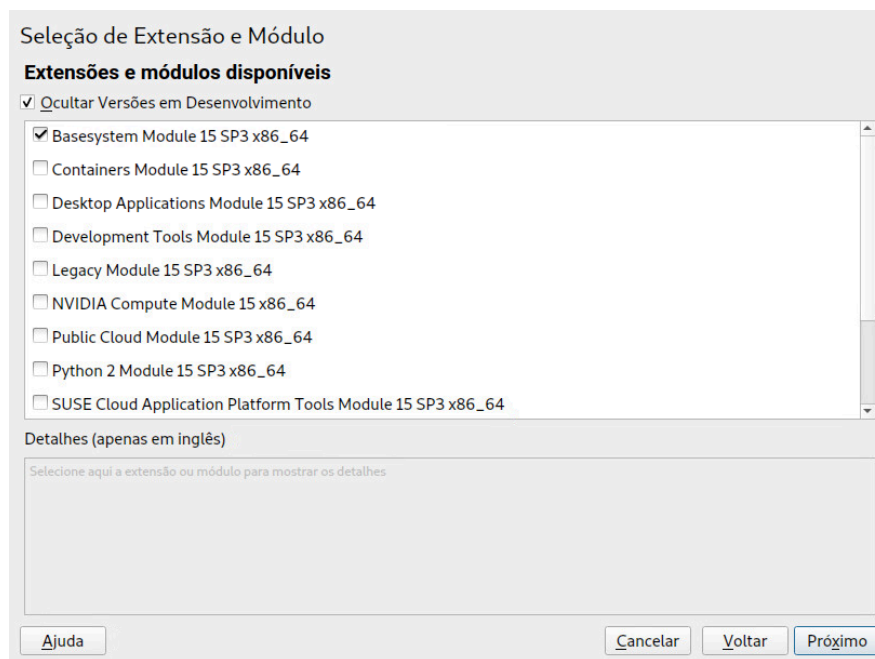 Seleção de Extensão e Módulo
Extensões e módulos disponíveis
Ocultar Versões em Desenvolvimento
Basesystem Module 15 SP3 x86_64
Containers Module 15 SP3 x86_64
Desktop Applications Module 15 SP3 x86_64
Development Tools Module 15 SP3 x86_64
Legacy Module 15 SP3 x86_64
NVIDIA Compute Module 15 x86_64
Public Cloud Module 15 SP3 x86_64
Python 2 Module 15 SP3 x86_64
SUSE Cloud Application Platform Tools Module 15 SP3 x86_64
Detalhes (apenas em inglês)
Selecione aqui a extensão ou módulo para mostrar os detalhes
Ajuda Cancelar Voltar Próximo